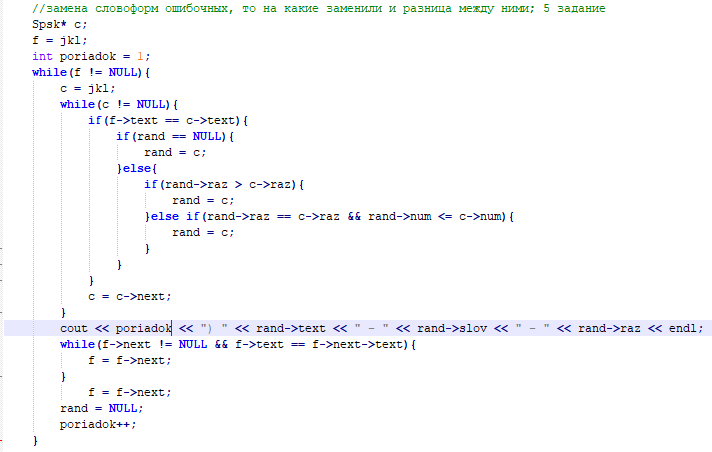 //замена словоформ ошибочных, то на какие заменили и разница между ними; 5 задание
Spsk* c;
f = jkl;
int poriadok = 1;
while(f != NULL){
c = jkl;
while(c != NULL){
if(f->text == c->text){
if(rand == NULL){
rand = c;
}else{
if(rand->raz > c->raz){
rand = c;
}else if(rand->raz == c->raz && rand->num <= c->num){
rand = c;
}
}
}
c = c->next;
}
cout << poriadok << ") " << rand->text << " - " << rand->slov << " - " << rand->raz << endl;
while(f->next != NULL && f->text == f->next->text){
f = f->next;
}
f = f->next;
rand = NULL;
poriadok++;
}